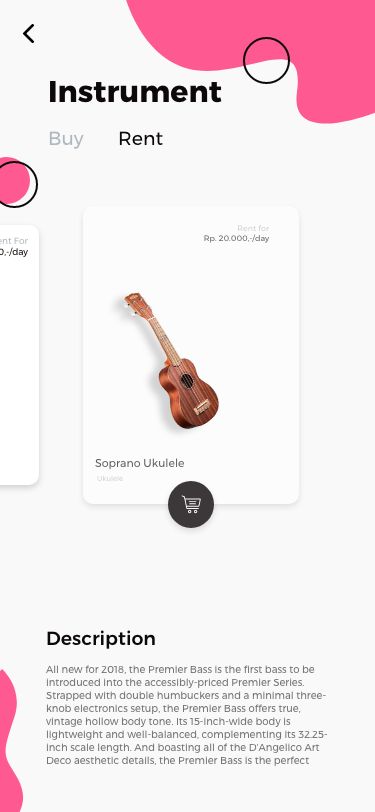 Instrument
Buy Rent
ent For
0,-/day
Rent for
Rp. 20.000,-/day
Soprano Ukulele
Ukulele
Description
All new for 2018, the Premier Bass is the first bass to be
introduced into the accessibly-priced Premier Series.
Strapped with double humbuckers and a minimal three-
knob electronics setup, the Premier Bass offers true,
vintage hollow body tone. Its 15-inch-wide body is
lightweight and well-balanced, complementing its 32.25-
inch scale length. And boasting all of the D'Angelico Art
Deco aesthetic details, the Premier Bass is the perfect